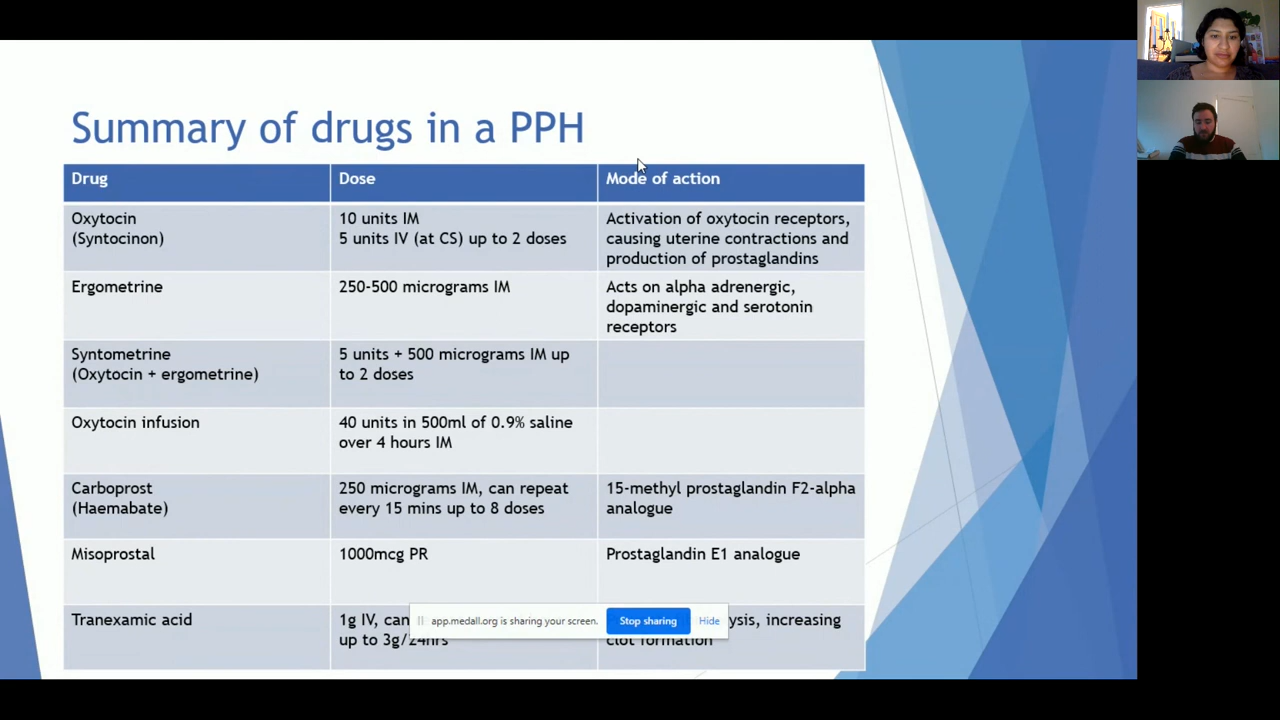 Summary of drugs in a PPH
Drug
Dose
Mode of action
Oxytocin
(Syntocinon)
10 units IM
5 units IV (at CS) up to 2 doses
Activation of oxytocin receptors,
causing uterine contractions and
production of prostaglandins
Ergometrine
250-500 micrograms IM
Acts on alpha adrenergic,
dopaminergic and serotonin
receptors
Syntometrine
(Oxytocin + ergometrine)
5 units + 500 micrograms IM up
to 2 doses
Oxytocin infusion
40 units in 500ml of 0.9% saline
over 4 hours IM
Carboprost
(Haemabate)
250 micrograms IM, can repeat
every 15 mins up to 8 doses
15-methyl prostaglandin F2-alpha
analogue
Misoprostal
1000mcg PR
Prostaglandin E1 analogue
Tranexamic acid
1g IV, can
up to 3g/24hrs
increasing
clot formation
app.medall.org is sharing your screen.
Stop sharing
Hide